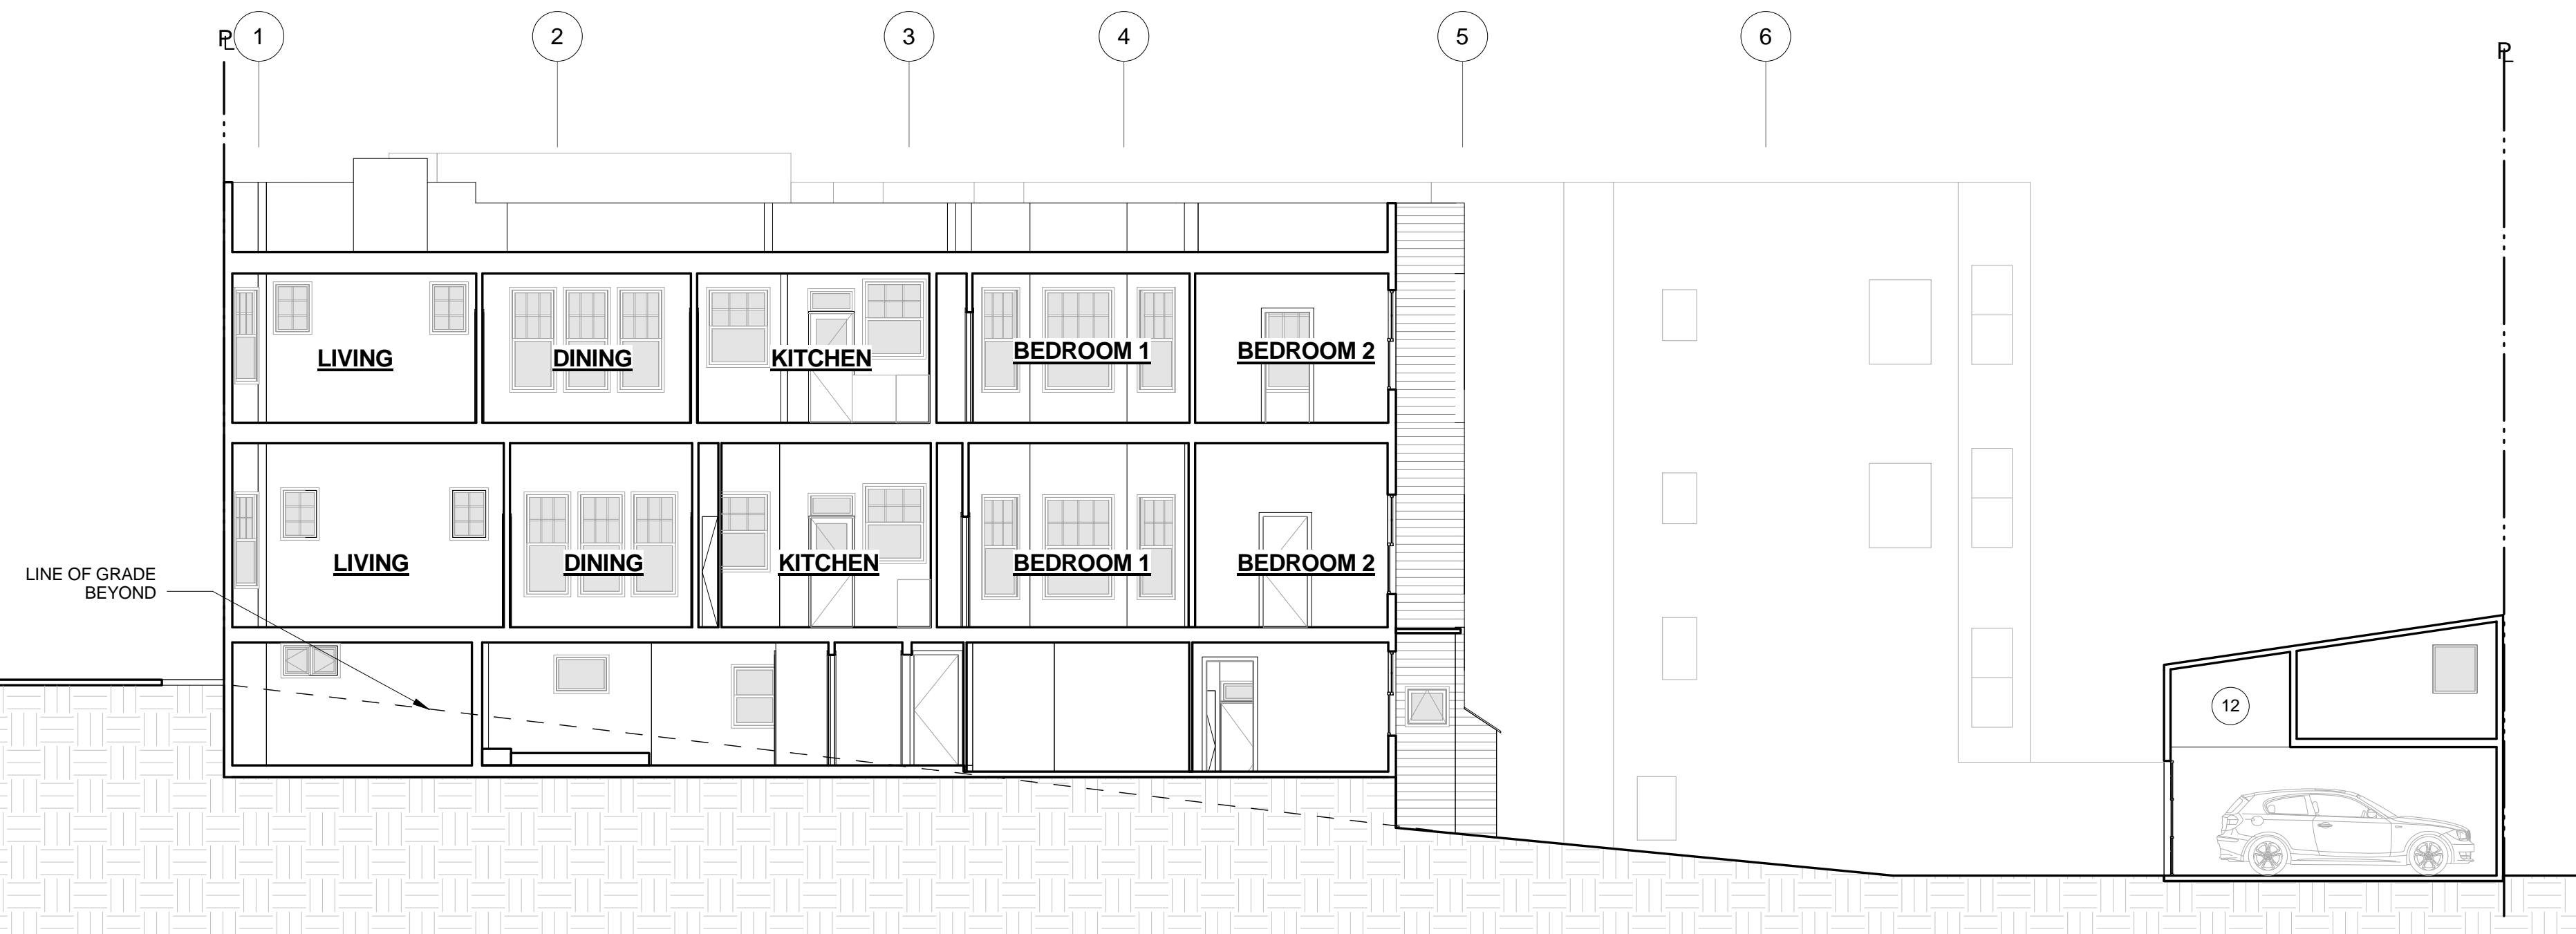 PL 1 2 3 4 5 6 PL
LIVING DINING KITCHEN BEDROOM 1 BEDROOM 2
LIVING DINING KITCHEN BEDROOM 1 BEDROOM 2
LINE OF GRADE
BEYOND
12